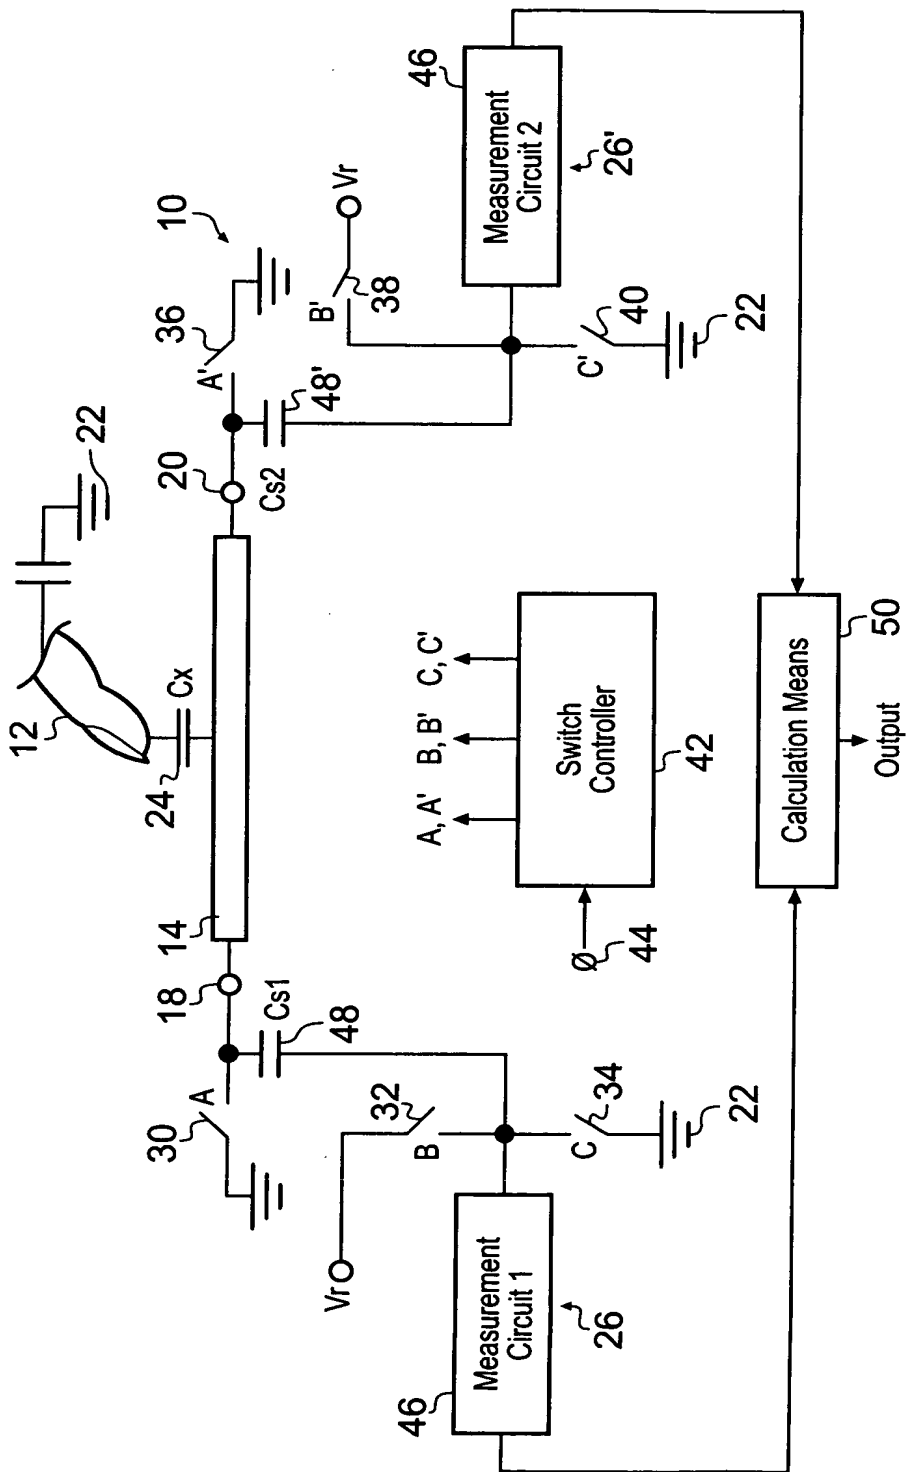 10
12
22
24
Cx
14
18
20
Cs1
48
Cs2
48'
30
A
A'
36
Vr
32
B
B'
38
Vr
C
34
22
C'
40
22
A, A'
B, B'
C, C'
Switch
Controller
42
Ø
44
46
Measurement
Circuit 1
26
46
Measurement
Circuit 2
26'
Calculation Means
50
Output